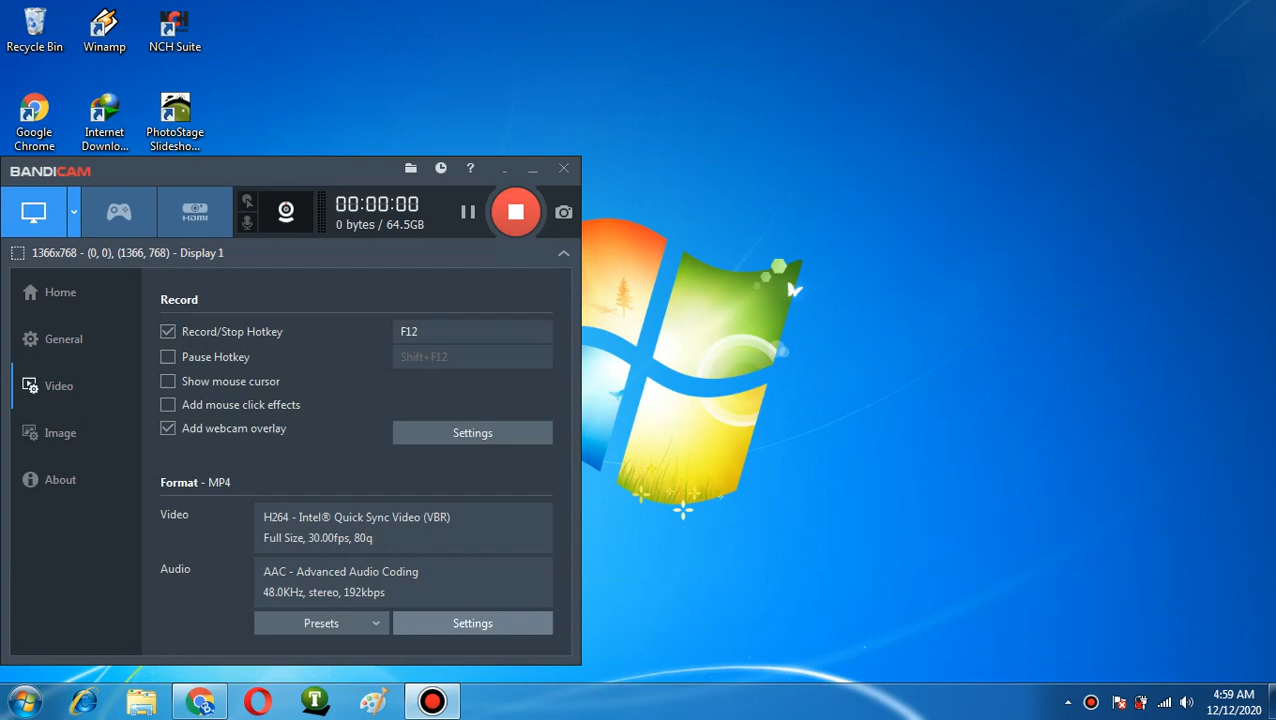 Recycle Bin
Winamp
NCH Suite
Google
Chrome
Internet
Downlo...
PhotoStage
Slidesho...
BANDICAM
?
HDMI
00:00:00
0 bytes / 64.5GB
1366x768 - (0, 0), (1366, 768) - Display 1
Home
General
Video
Image
About
Record
Record/Stop Hotkey
F12
Pause Hotkey
Shift+F12
Show mouse cursor
Add mouse click effects
Add webcam overlay
Settings
Format - MP4
Video
H264 - Intel® Quick Sync Video (VBR)
Full Size, 30.00fps, 80q
Audio
AAC - Advanced Audio Coding
48.0KHz, stereo, 192kbps
Presets
Settings
T
4:59 AM
12/12/2020